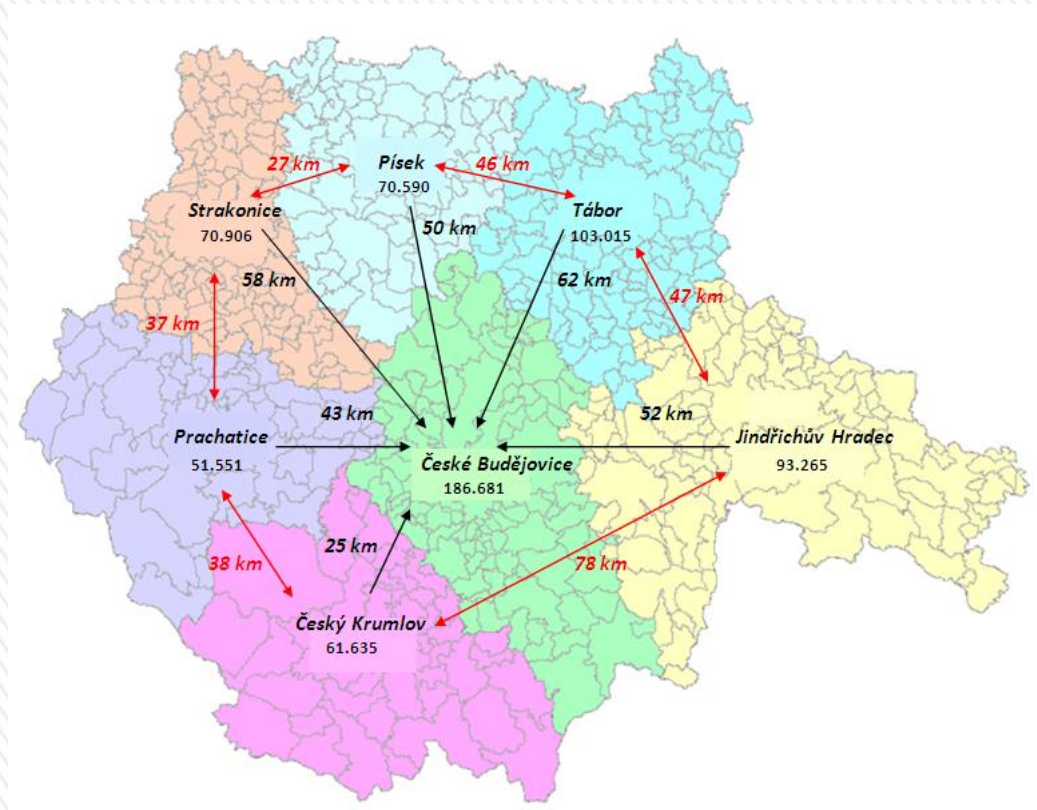 27 km
Písek
70.590
46 km
Strakonice
70.906
50 km
Tábor
103.015
58 km
62 km
47 km
37 km
43 km
52 km
Prachatice
51.551
České Budějovice
186.681
Jindřichův Hradec
93.265
25 km
38 km
78 km
Český Krumlov
61.635